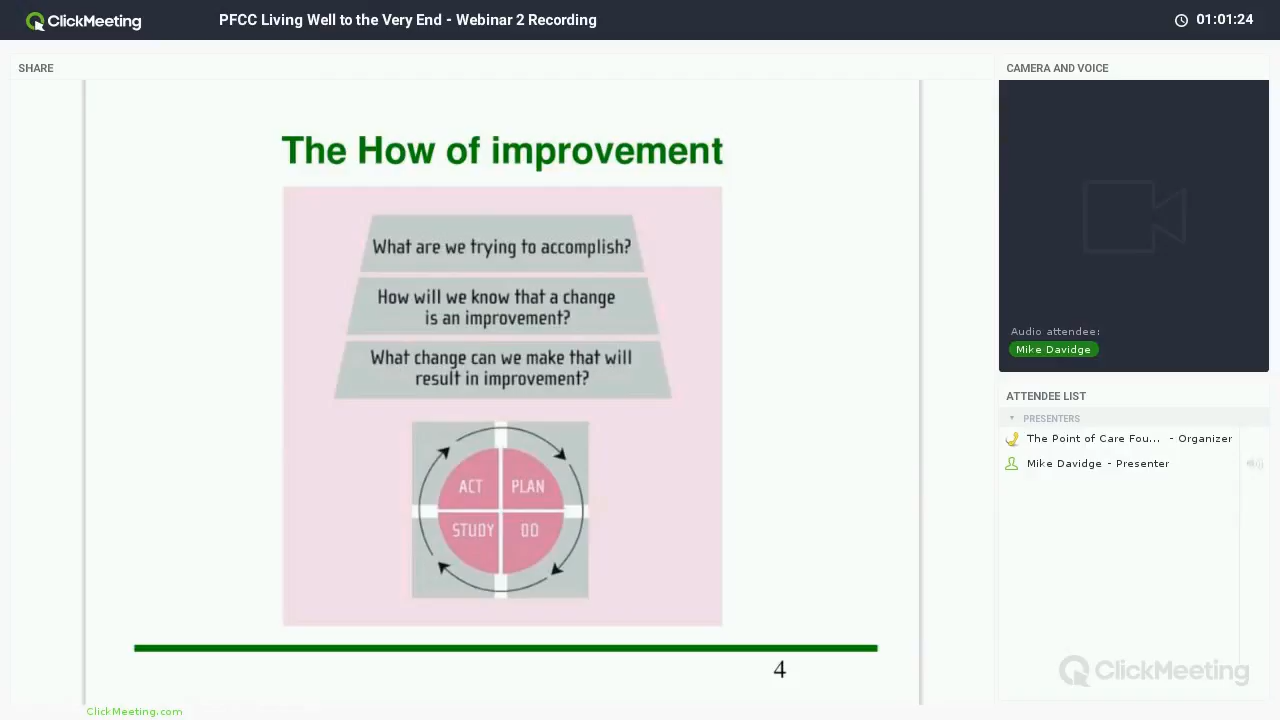 ClickMeeting
PFCC Living Well to the Very End - Webinar 2 Recording
01:01:24
SHARE
The How of improvement
What are we trying to accomplish?
How will we know that a change
is an improvement?
What change can we make that will
result in improvement?
ACT
PLAN
STUDY
DO
4
ClickMeeting.com
CAMERA AND VOICE
Audio attendee:
Mike Davidge
ATTENDEE LIST
PRESENTERS
The Point of Care Fou... - Organizer
Mike Davidge - Presenter
ClickMeeting